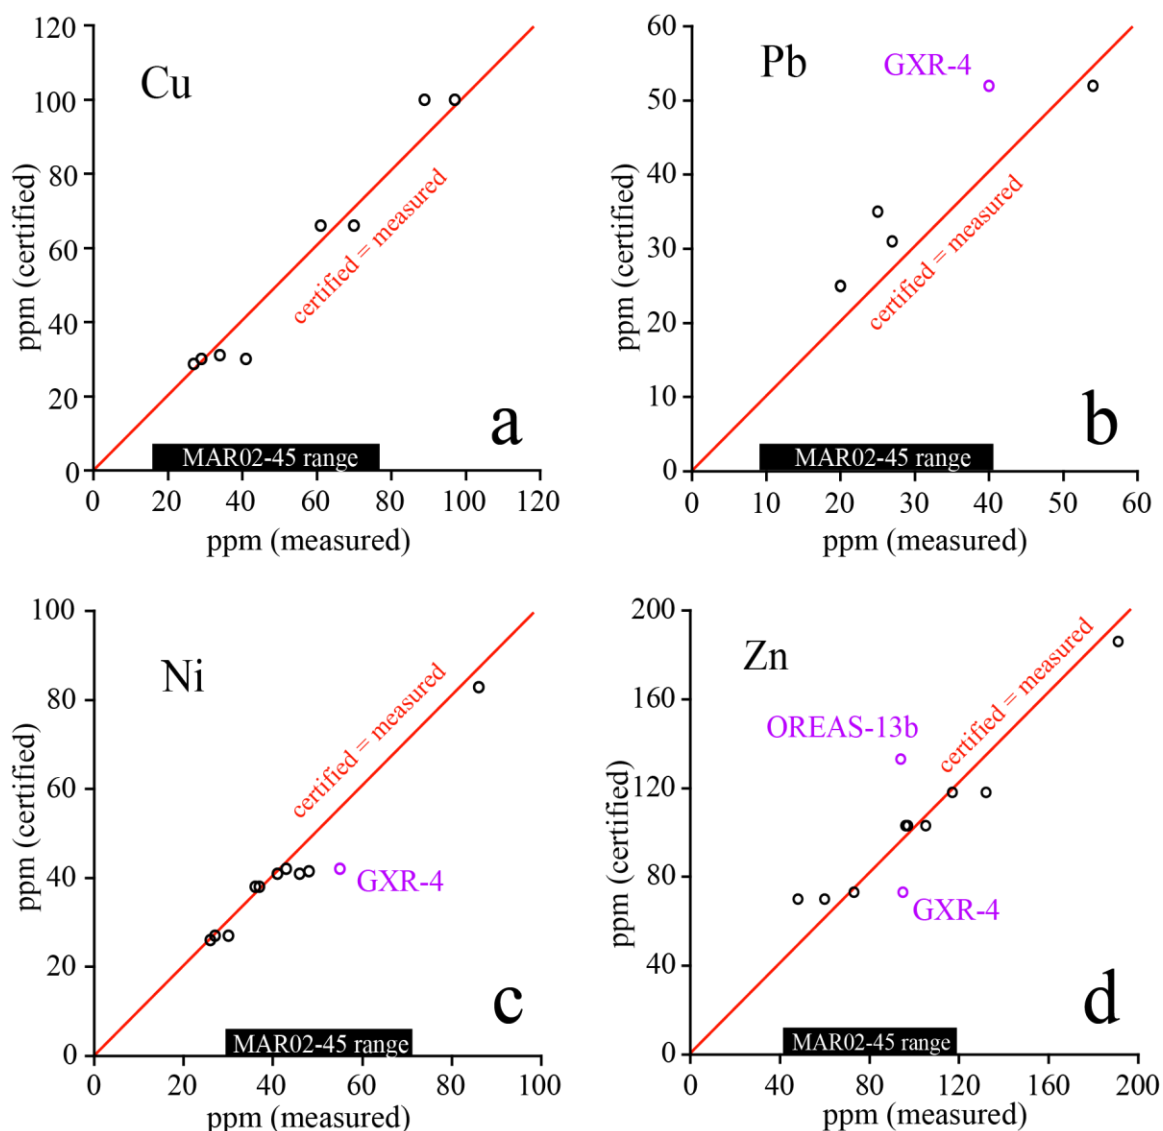 120
100
80
60
40
20
0
ppm (certified)
Cu
certified = measured
a
MAR02-45 range
0 20 40 60 80 100 120
ppm (measured)
60
50
40
30
20
10
0
ppm (certified)
Pb
GXR-4
certified = measured
b
MAR02-45 range
0 10 20 30 40 50 60
ppm (measured)
100
80
60
40
20
0
ppm (certified)
Ni
certified = measured
GXR-4
c
MAR02-45 range
0 20 40 60 80 100
ppm (measured)
200
160
120
80
40
0
ppm (certified)
Zn
certified = measured
OREAS-13b
GXR-4
d
MAR02-45 range
0 40 80 120 160 200
ppm (measured)